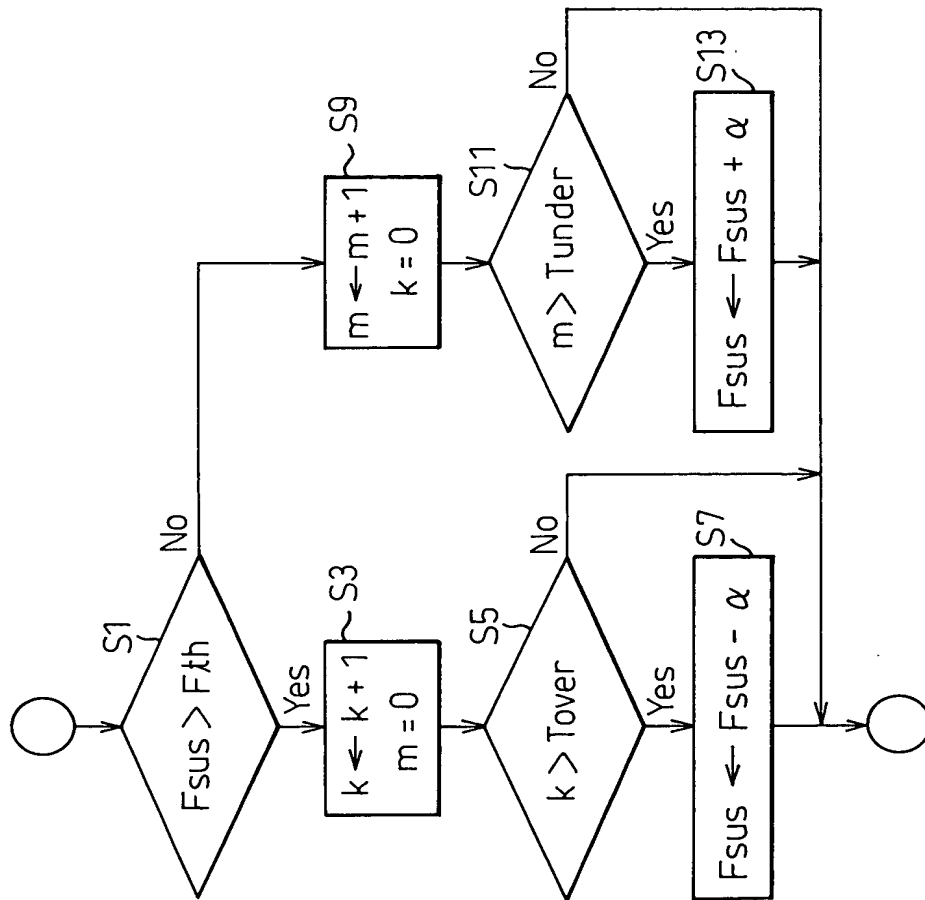 S1
Fsus > Fth
No
Yes
S3
k ← k + 1
m = 0
S5
k > Tover
No
Yes
S7
Fsus ← Fsus - α
S9
m ← m + 1
k = 0
S11
m > Tunder
No
Yes
S13
Fsus ← Fsus + α